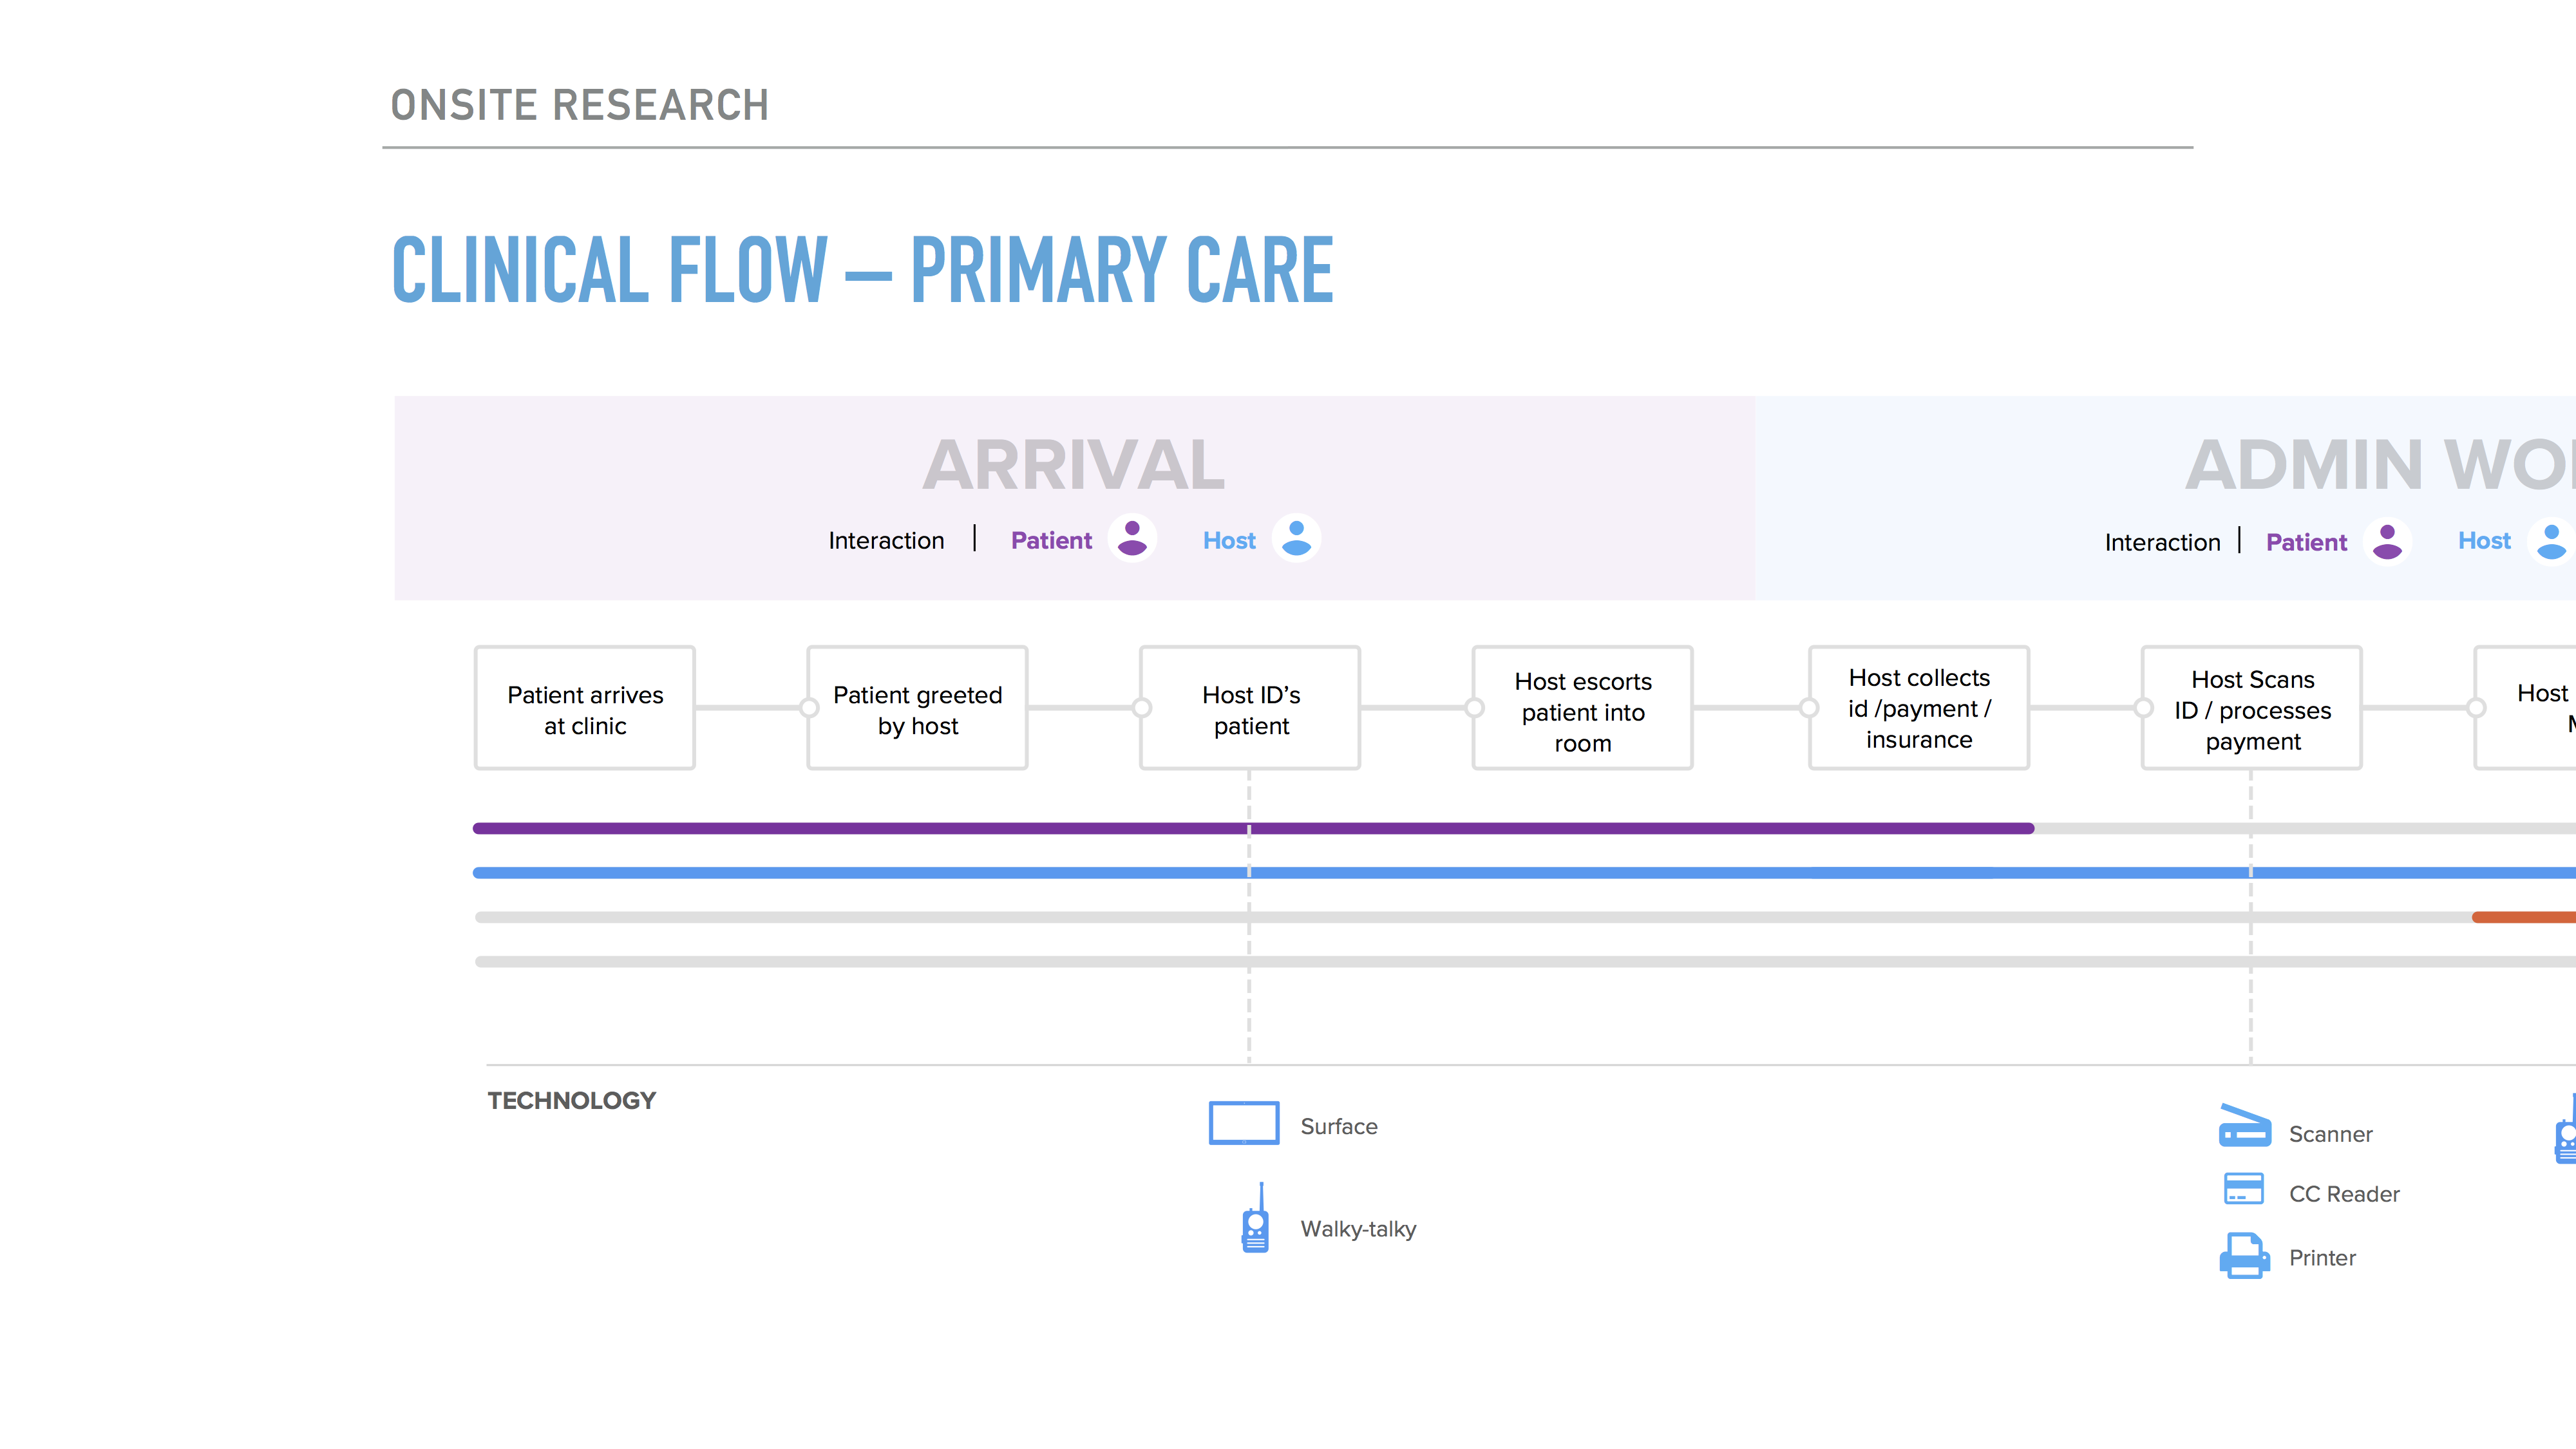 ONSITE RESEARCH
CLINICAL FLOW — PRIMARY CARE
ARRIVAL
Interaction | Patient Host
ADMIN
Interaction | Patient Host
Patient arrives
at clinic
Patient greeted
by host
Host ID’s
patient
Host escorts
patient into
room
Host collects
id /payment /
insurance
Host Scans
ID / processes
payment
Host
TECHNOLOGY
Surface
Walky-talky
Scanner
CC Reader
Printer